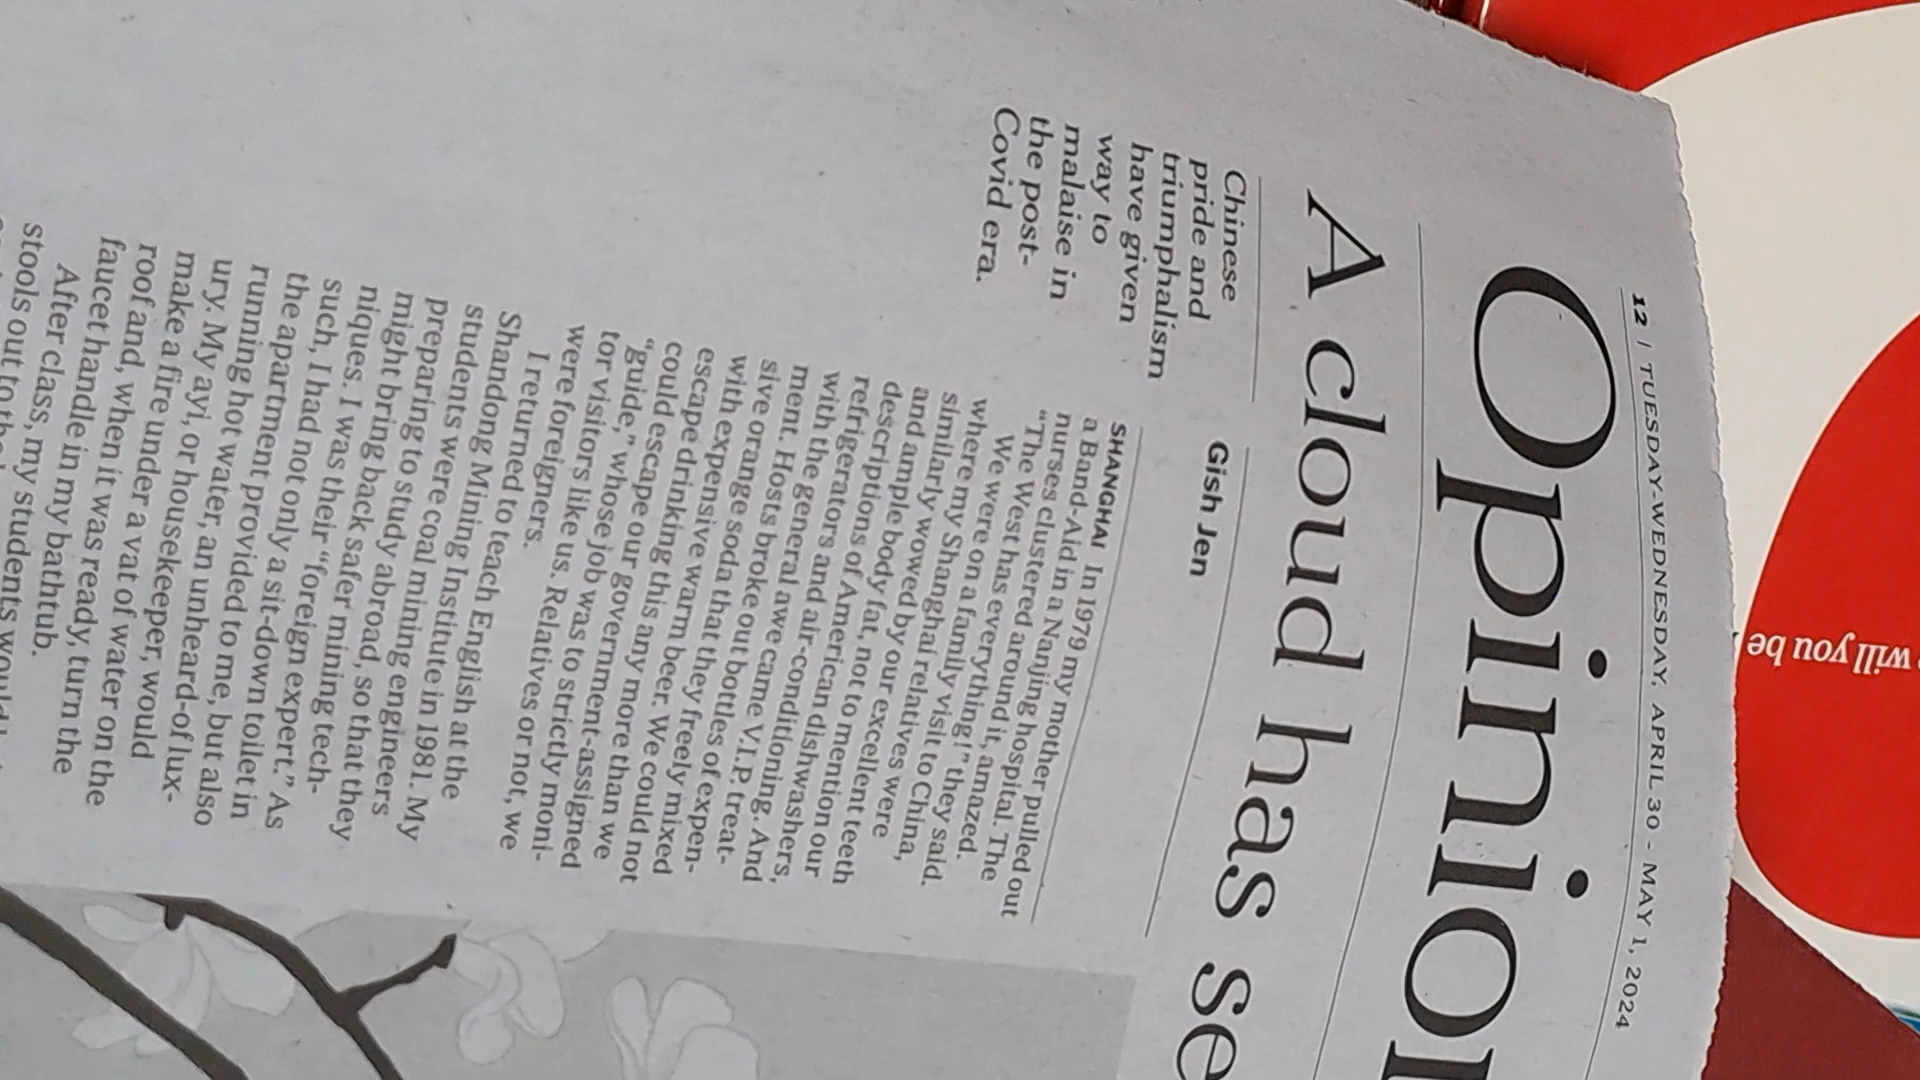 12 | TUESDAY-WEDNESDAY, APRIL 30 - MAY 1, 2024
Opinio
A cloud has se
Chinese
pride and
triumphalism
have given
way to
malaise in
the post-
Covid era.
Gish Jen
SHANGHAI In 1979 my mother pulled out
a Band-Aid in a Nanjing hospital. The
nurses clustered around it, amazed.
"The West has everything!" they said.
We were on a family visit to China,
where my Shanghai relatives were
similarly wowed by our excellent teeth
and ample body fat, not to mention our
descriptions of American dishwashers,
refrigerators and air-conditioning. And
with the general awe came V.I.P. treat-
ment. Hosts broke out bottles of expen-
sive orange soda that they freely mixed
with expensive warm beer. We could not
escape drinking this any more than we
could escape our government-assigned
"guide," whose job was to strictly moni-
tor visitors like us. Relatives or not, we
were foreigners.
I returned to teach English at the
Shandong Mining Institute in 1981. My
students were coal mining engineers
preparing to study abroad, so that they
might bring back safer mining tech-
niques. I was their "foreign expert." As
such, I had not only a sit-down toilet in
the apartment provided to me, but also
running hot water, an unheard-of lux-
ury. My ayi, or housekeeper, would
make a fire under a vat of water on the
roof and, when it was ready, turn the
faucet handle in my bathtub.
After class, my students would
stools out to the
will you be